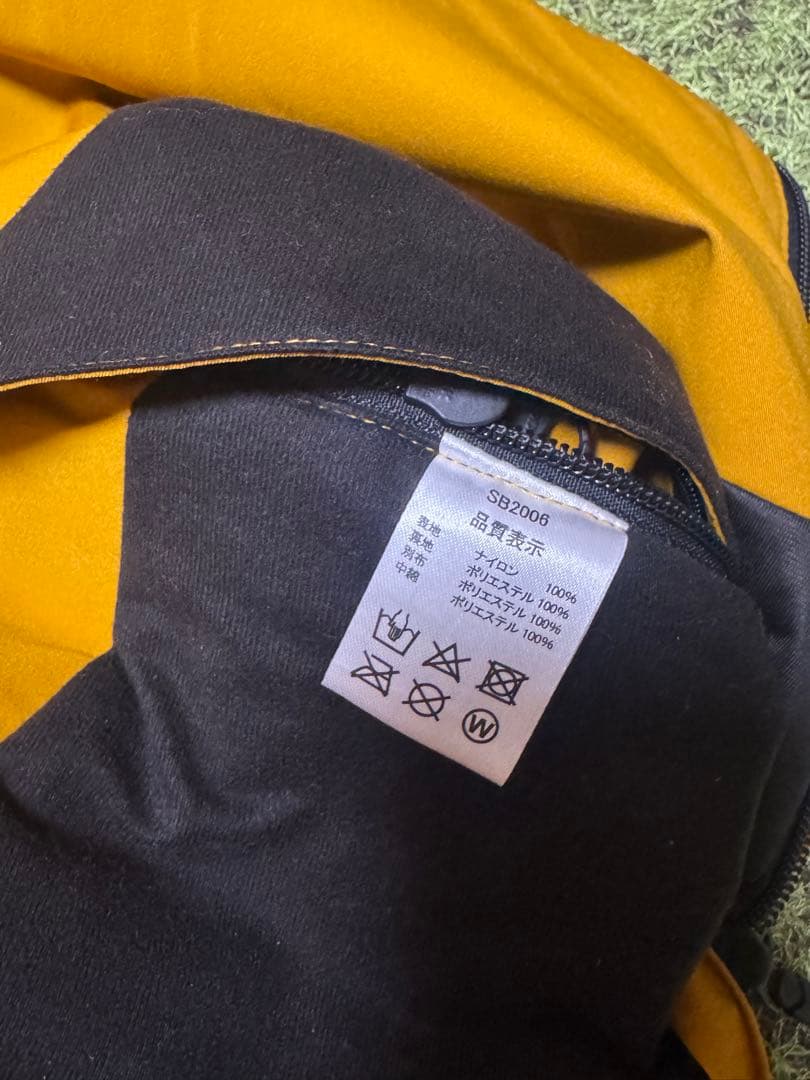 SB2006
品質表示
表地 ナイロン 100%
裏地 ポリエステル 100%
別布 ポリエステル 100%
中綿 ポリエステル 100%
W